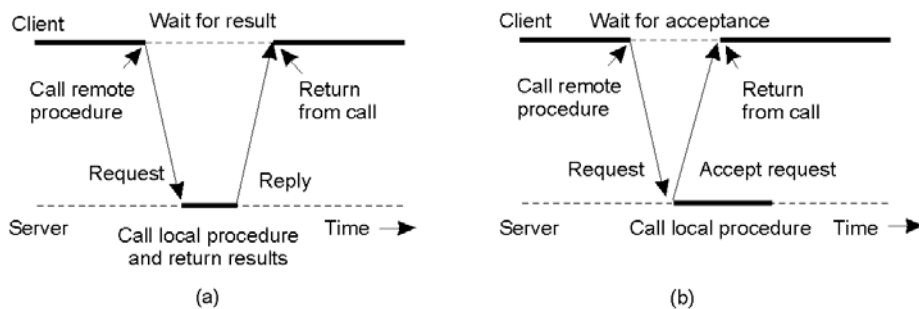 Client
Wait for result
Call remote
procedure
Return
from call
Request
Reply
Server
Call local procedure
and return results
Time
(a)
Client
Wait for acceptance
Call remote
procedure
Return
from call
Request
Accept request
Server
Call local procedure
Time
(b)